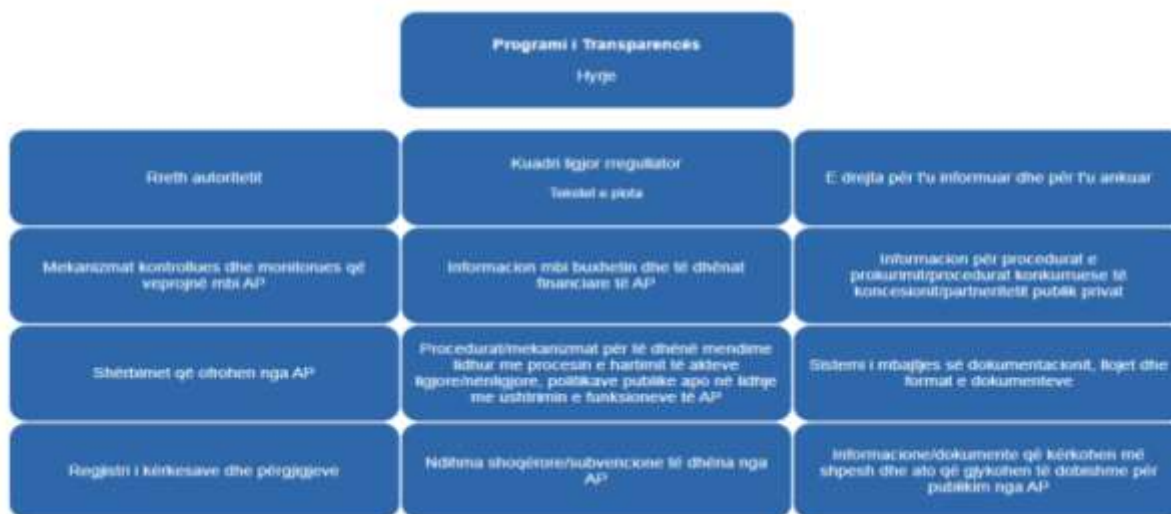 Programi i Transparencës
Hyrje
Rreth autoritetit
Kuadri ligjor rregullator
Tekstet e plota
E drejta për t'u informuar dhe për t'u ankuar
Mekanizmat kontrollues dhe monitorues që
veprojnë mbi AP
Informacion mbi buxhetin dhe të dhënat
financiare të AP
Informacion për procedurat e
prokurimit/procedurat konkurruese të
koncesionit/partneritetit publik privat
Shërbimet që ofrohen nga AP
Procedurat/mekanizmat për të dhënë mendime
lidhur me procesin e hartimit të akteve
ligjore/nënligjore, politikave publike apo në lidhje
me ushtrimin e funksioneve të AP
Sistemi i mbajtjes së dokumentacionit, llojet dhe
format e dokumenteve
Regjistri i kërkesave dhe përgjigjeve
Ndihma shoqërore/subvencione të dhëna nga
AP
Informacione/dokumente që kërkohen më
shpesh dhe ato që gjykohen të dobishme për
publikim nga AP